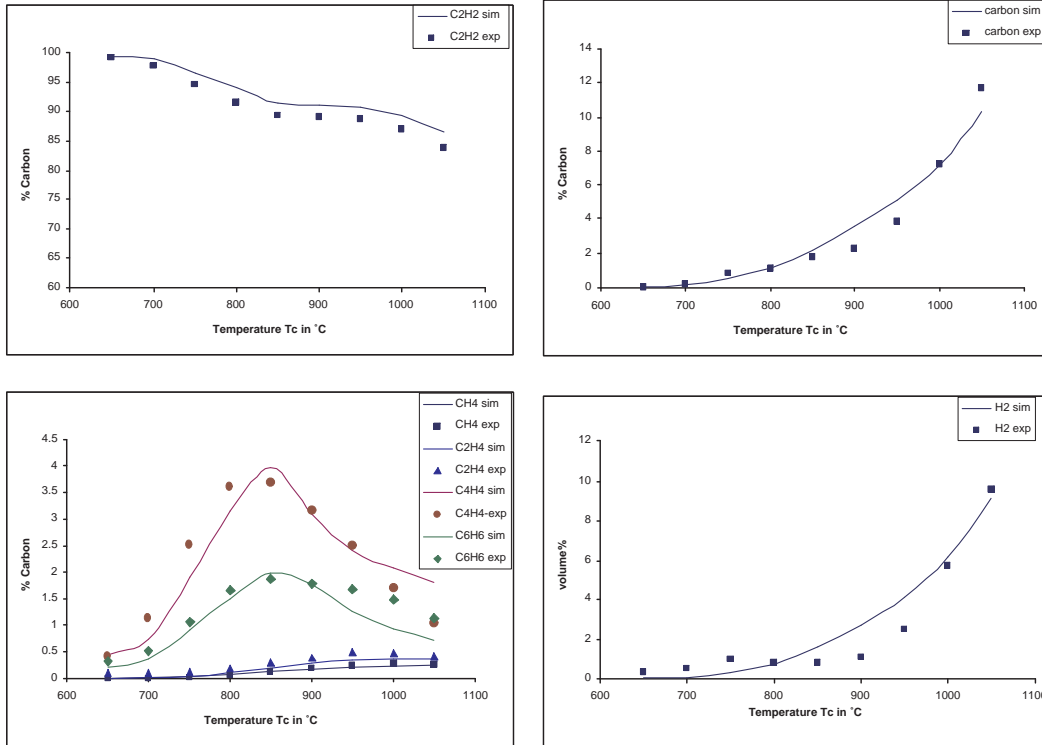 C2H2 sim
C2H2 exp
100
95
90
85
80
75
70
65
60
% Carbon
600 700 800 900 1000 1100
Temperature Tc in ˚C
carbon sim
carbon exp
14
12
10
8
6
4
2
0
% Carbon
600 700 800 900 1000 1100
Temperature Tc in ˚C
CH4 sim
CH4 exp
C2H4 sim
C2H4 exp
C4H4 sim
C4H4-exp
C6H6 sim
C6H6 exp
4.5
4
3.5
3
2.5
2
1.5
1
0.5
0
% Carbon
600 700 800 900 1000 1100
Temperature Tc in ˚C
H2 sim
H2 exp
12
10
8
6
4
2
0
volume%
600 700 800 900 1000 1100
Temperature Tc in ˚C